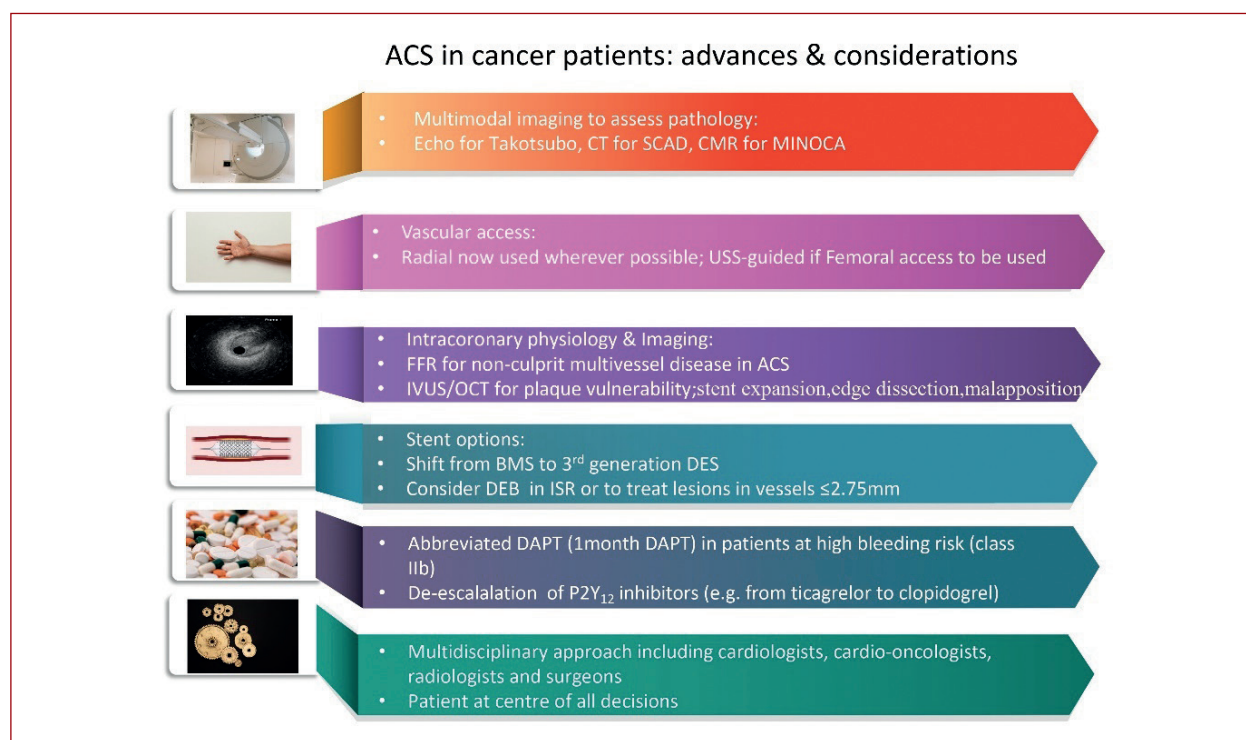 ACS in cancer patients: advances & considerations
• Multimodal imaging to assess pathology:
• Echo for Takotsubo, CT for SCAD, CMR for MINOCA
• Vascular access:
• Radial now used wherever possible; USS-guided if Femoral access to be used
• Intracoronary physiology & Imaging:
• FFR for non-culprit multivessel disease in ACS
• IVUS/OCT for plaque vulnerability;stent expansion,edge dissection,malapposition
• Stent options:
• Shift from BMS to 3rd generation DES
• Consider DEB in ISR or to treat lesions in vessels ≤2.75mm
• Abbreviated DAPT (1month DAPT) in patients at high bleeding risk (class
IIb)
• De-escalalation of P2Y12 inhibitors (e.g. from ticagrelor to clopidogrel)
• Multidisciplinary approach including cardiologists, cardio-oncologists,
radiologists and surgeons
• Patient at centre of all decisions